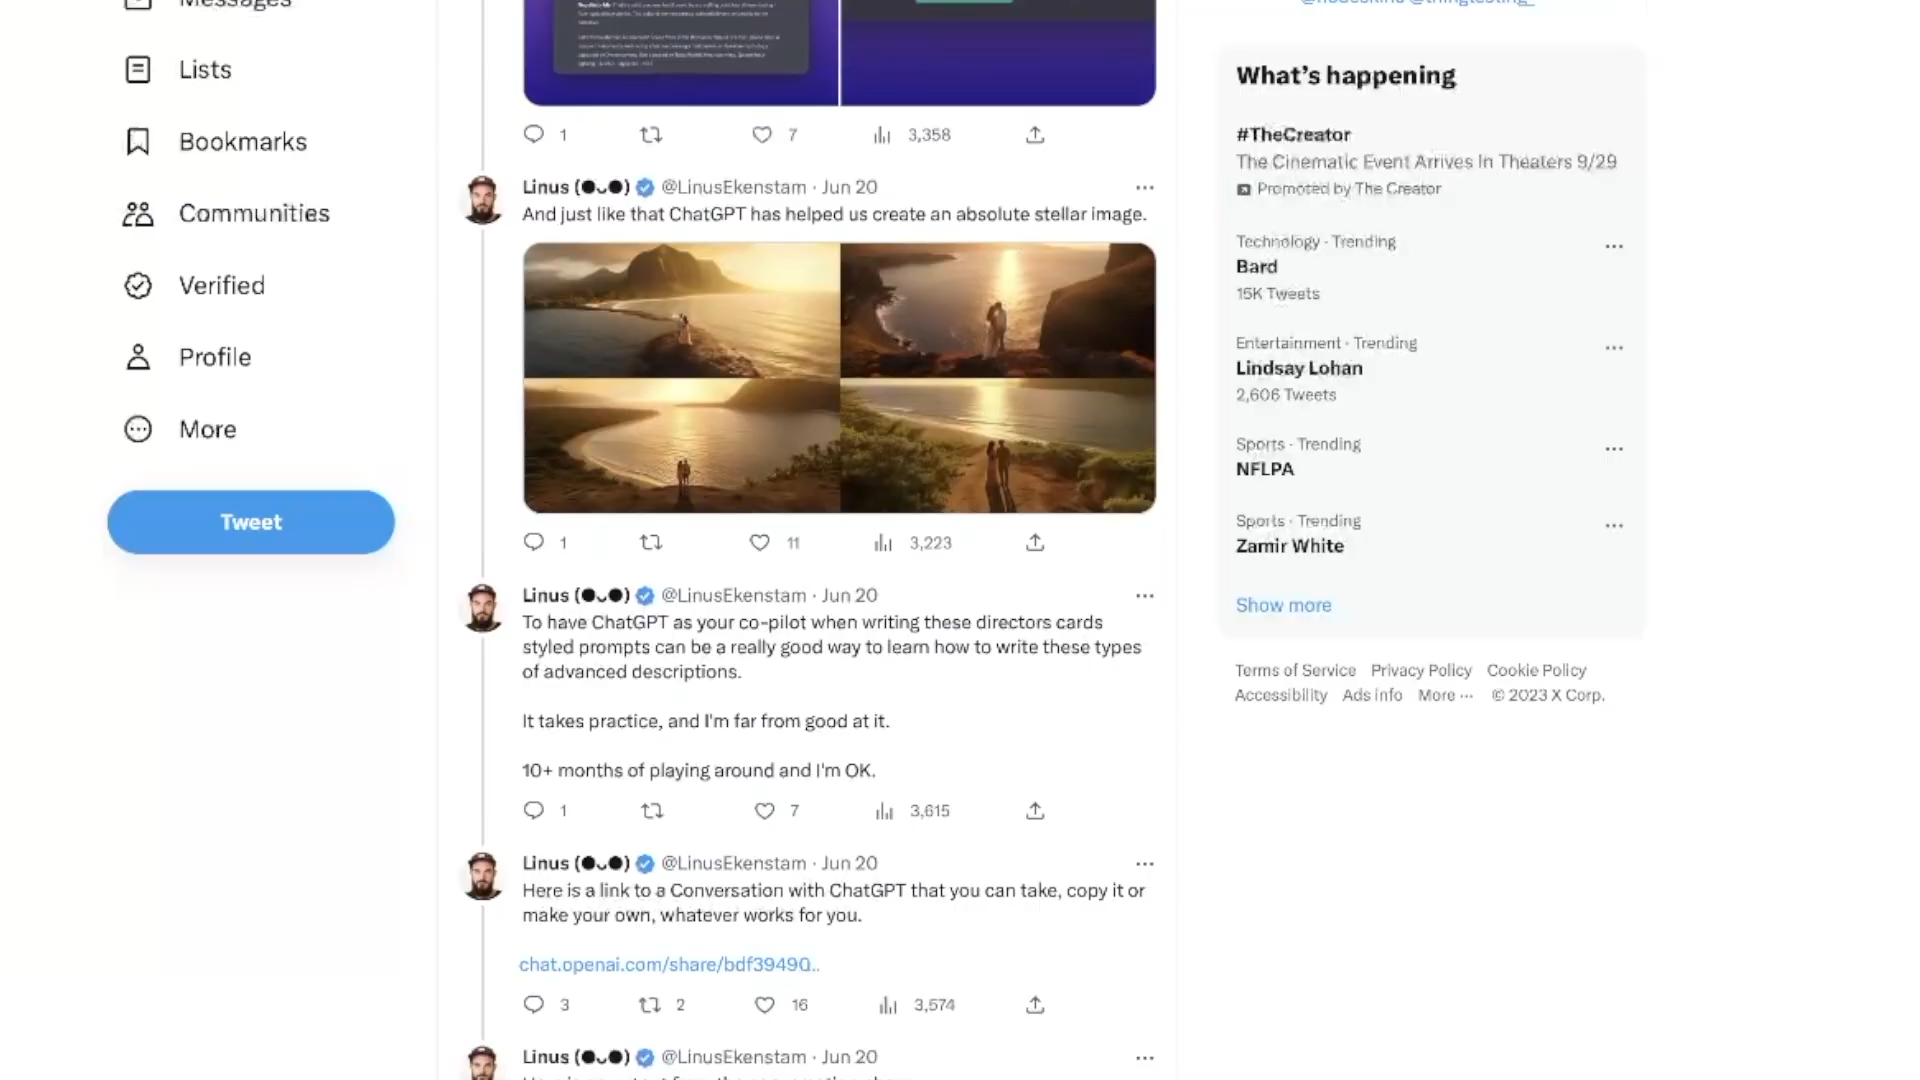 Messages
Lists
Bookmarks
Communities
Verified
Profile
More
Tweet
1 7 3,358
Linus (●ᴗ●) @LinusEkenstam · Jun 20
And just like that ChatGPT has helped us create an absolute stellar image.
1 11 3,223
Linus (●ᴗ●) @LinusEkenstam · Jun 20
To have ChatGPT as your co-pilot when writing these directors cards
styled prompts can be a really good way to learn how to write these types
of advanced descriptions.
It takes practice, and I'm far from good at it.
10+ months of playing around and I'm OK.
1 7 3,615
Linus (●ᴗ●) @LinusEkenstam · Jun 20
Here is a link to a Conversation with ChatGPT that you can take, copy it or
make your own, whatever works for you.
chat.openai.com/share/bdf39490…
3 2 16 3,574
Linus (●ᴗ●) @LinusEkenstam · Jun 20
What's happening
#TheCreator
The Cinematic Event Arrives In Theaters 9/29
Promoted by The Creator
Technology · Trending
Bard
15K Tweets
Entertainment · Trending
Lindsay Lohan
2,606 Tweets
Sports · Trending
NFLPA
Sports · Trending
Zamir White
Show more
Terms of Service Privacy Policy Cookie Policy
Accessibility Ads info More ··· © 2023 X Corp.